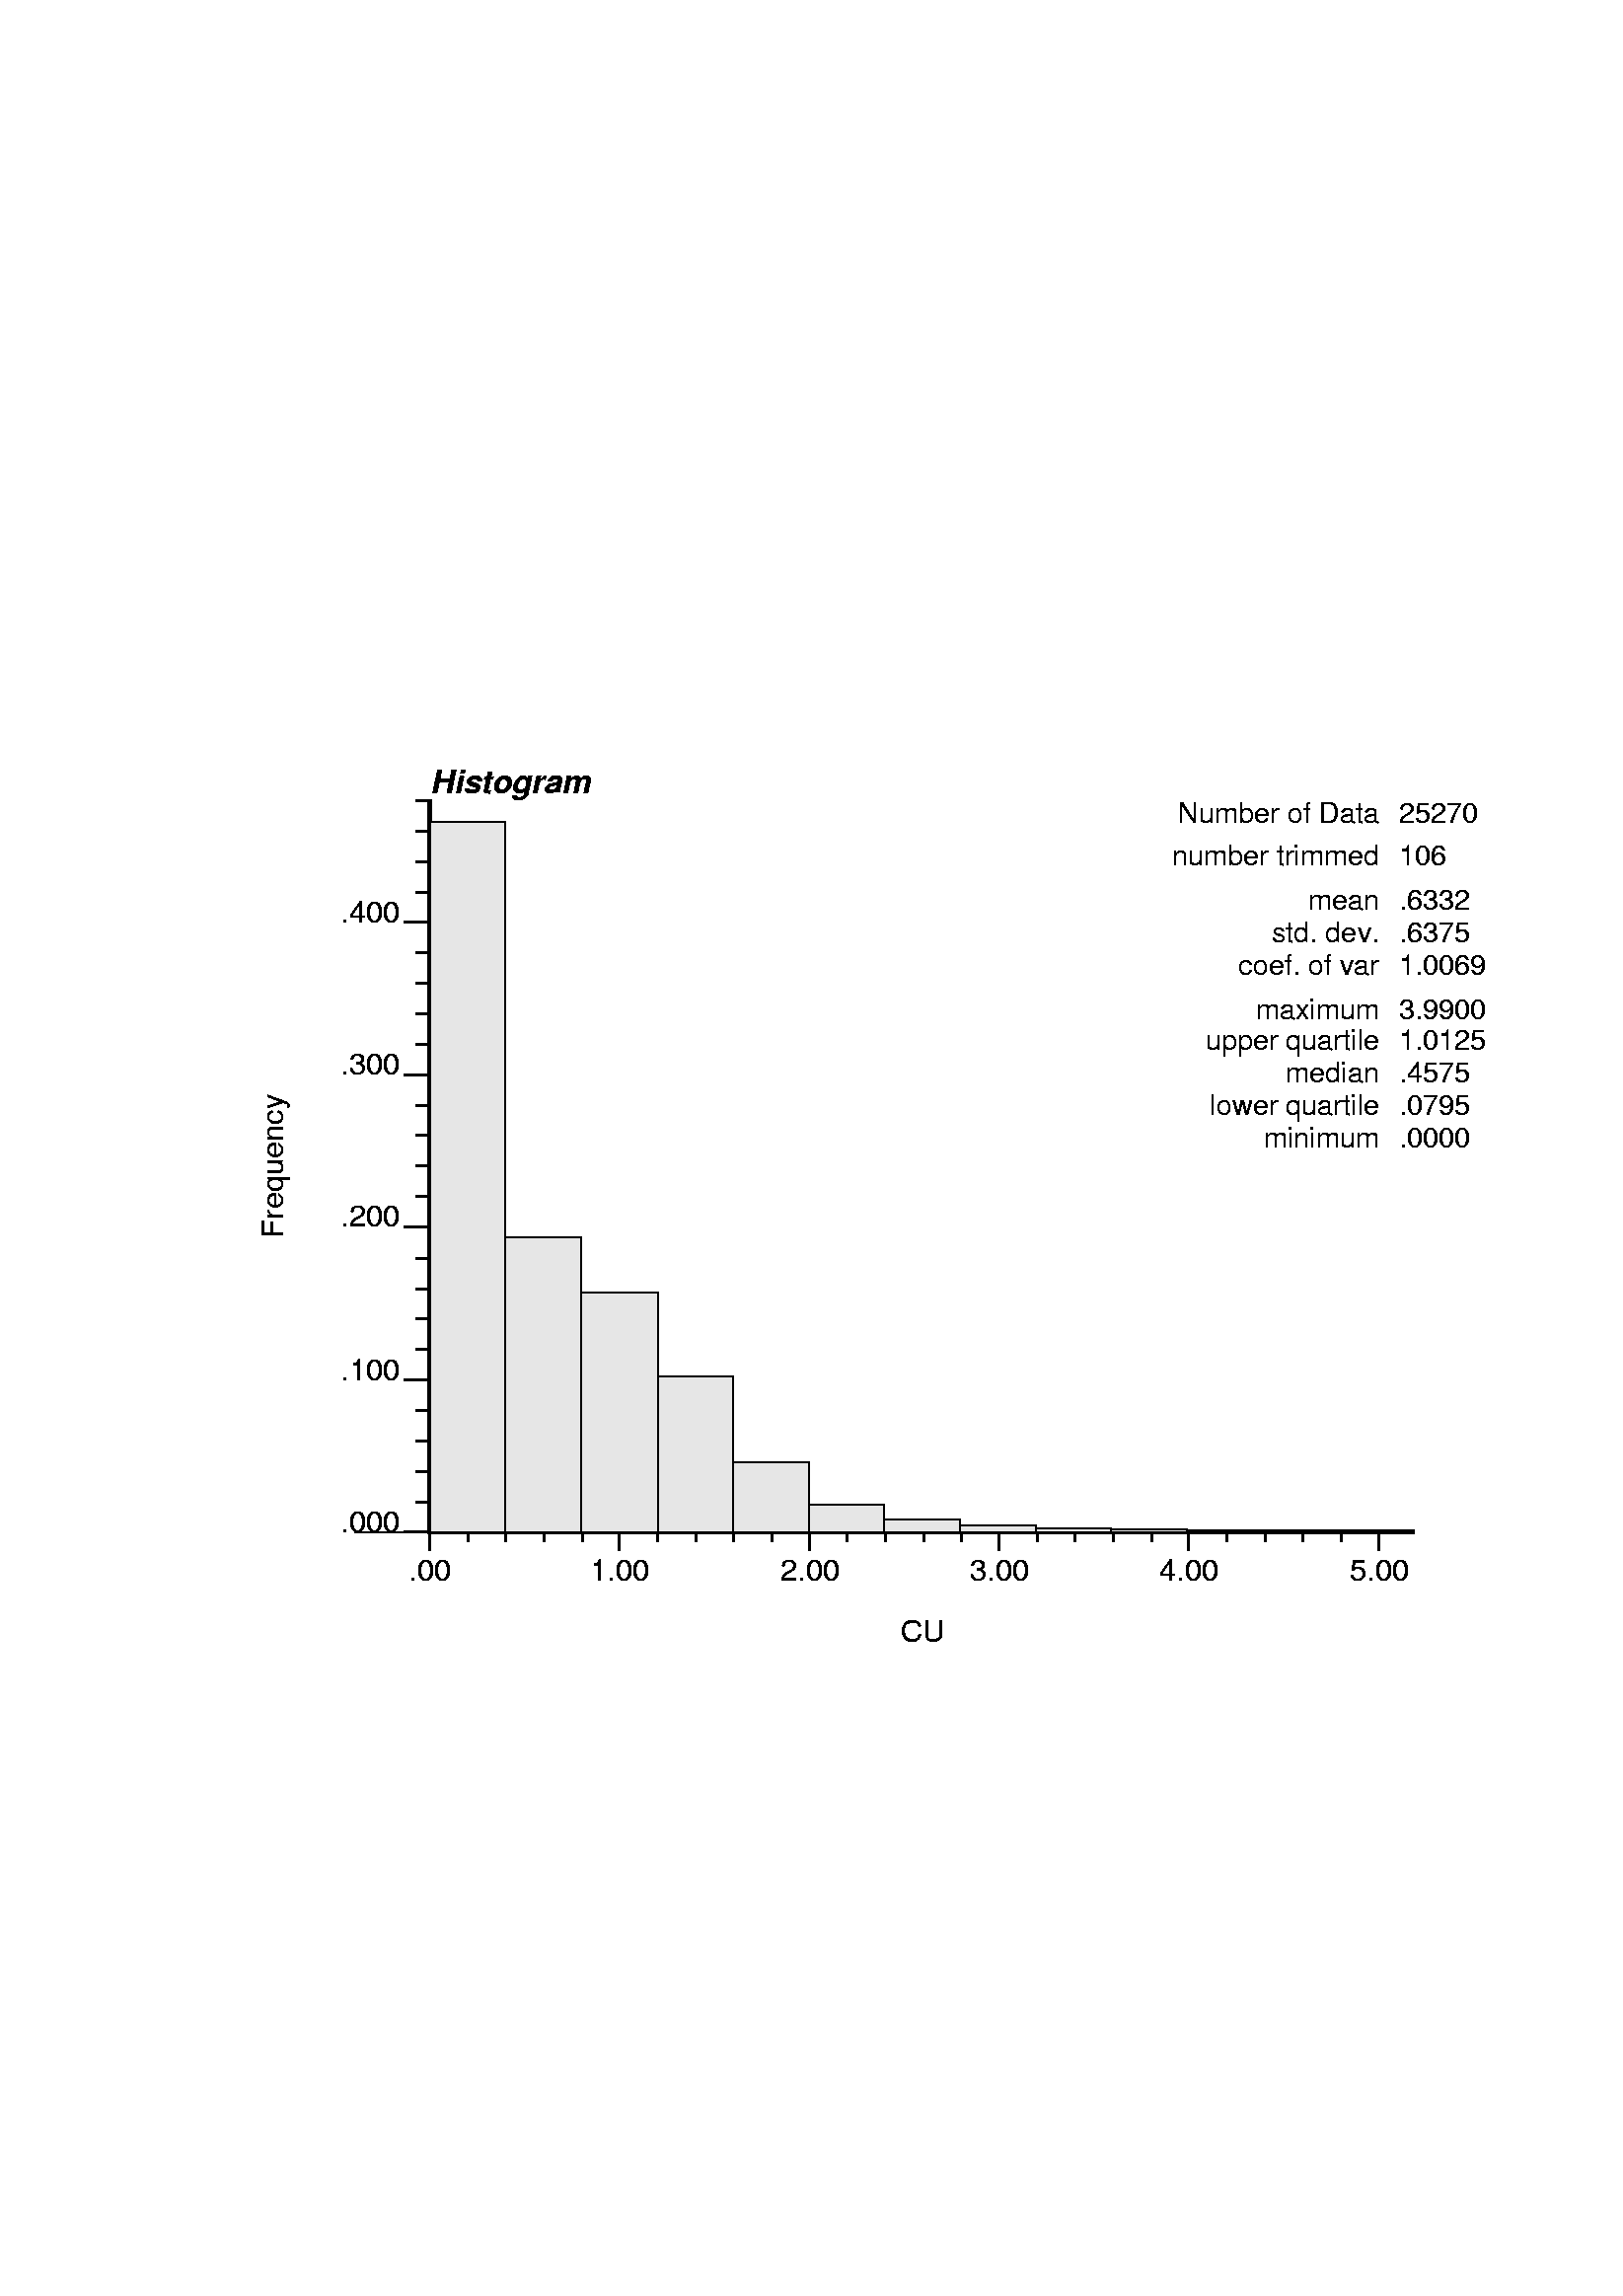 Histogram
Number of Data 25270
number trimmed 106
mean .6332
std. dev. .6375
coef. of var 1.0069
maximum 3.9900
upper quartile 1.0125
median .4575
lower quartile .0795
minimum .0000
Frequency
.400
.300
.200
.100
.000
.00 1.00 2.00 3.00 4.00 5.00
CU